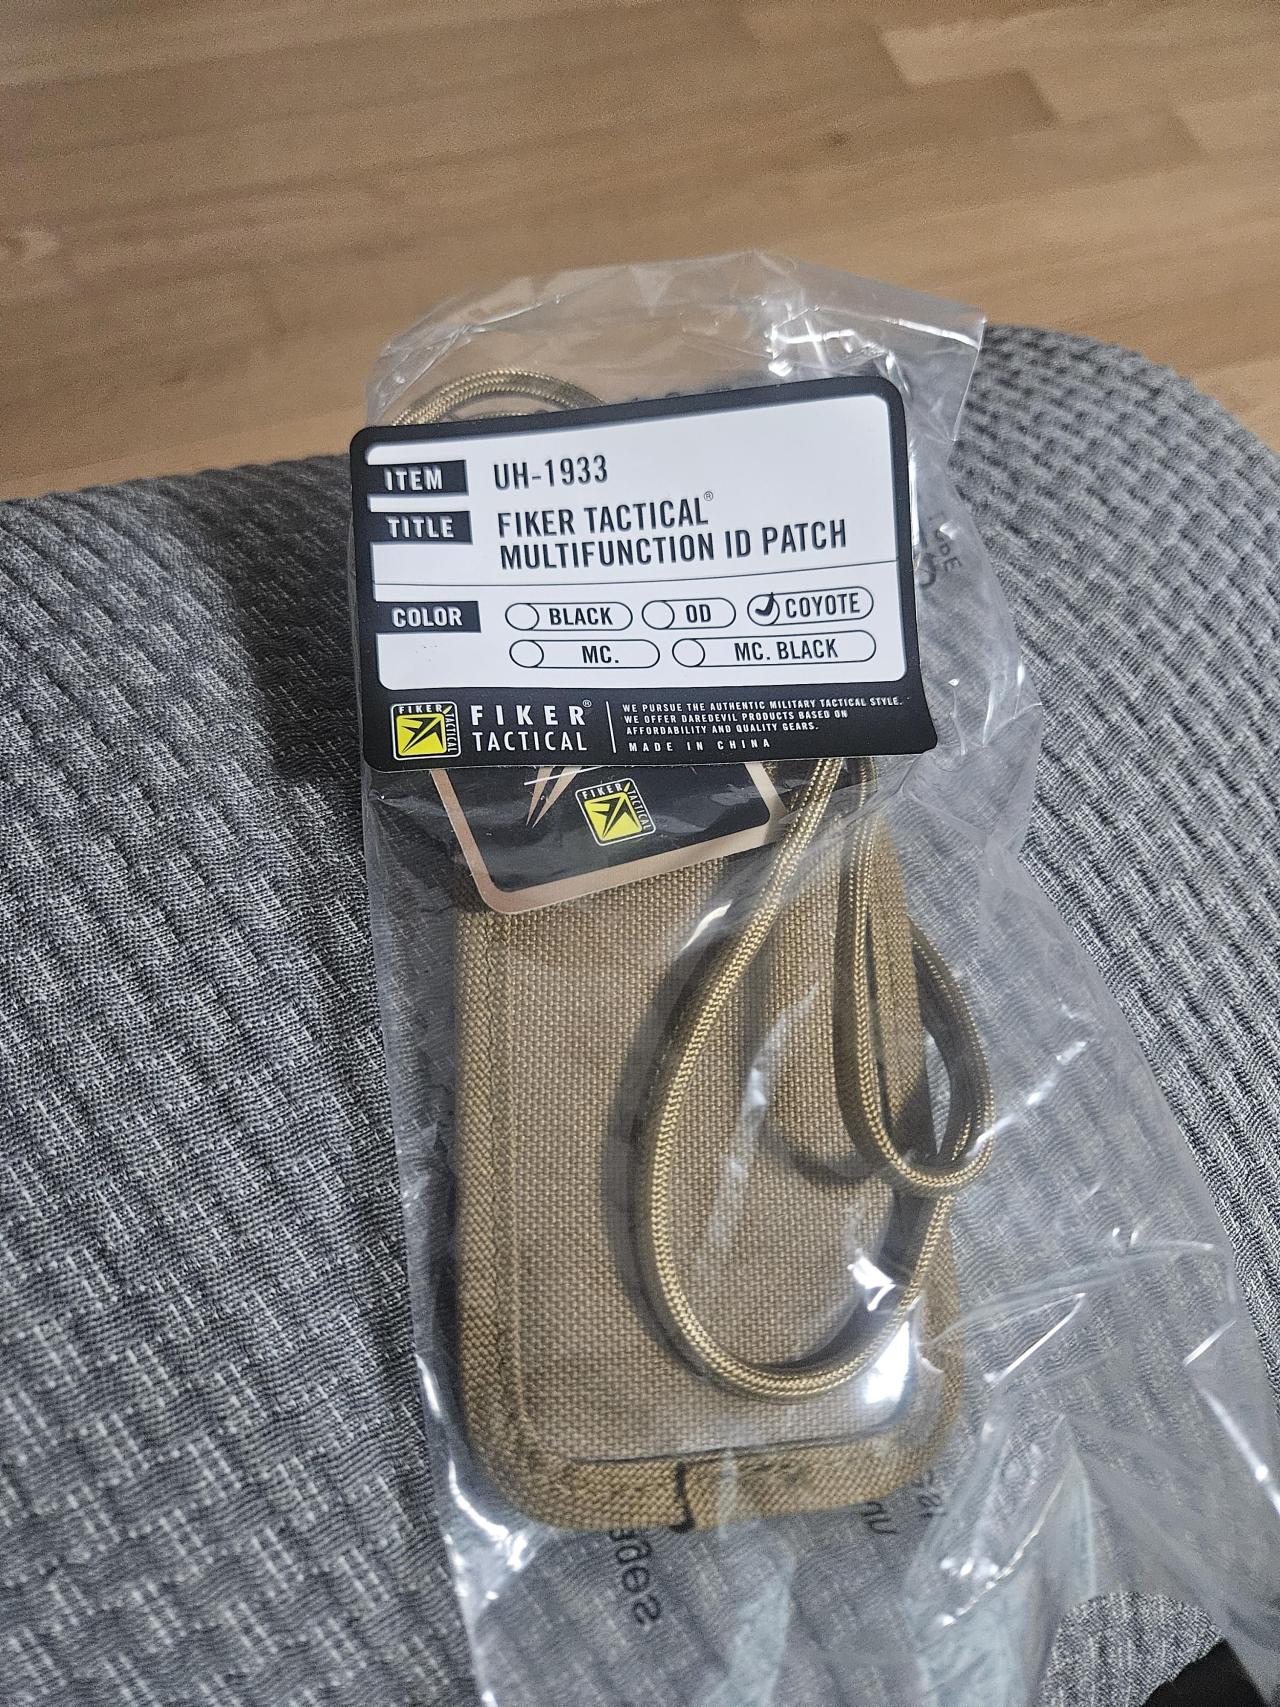 ITEM UH-1933
TITLE FIKER TACTICAL®
MULTIFUNCTION ID PATCH
COLOR BLACK OD COYOTE
MC. MC. BLACK
FIKER TACTICAL
FIKER®
TACTICAL
WE PURSUE THE AUTHENTIC MILITARY TACTICAL STYLE.
WE OFFER DAREDEVIL PRODUCTS BASED ON
AFFORDABILITY AND QUALITY GEARS.
MADE IN CHINA
FIKER TACTICAL